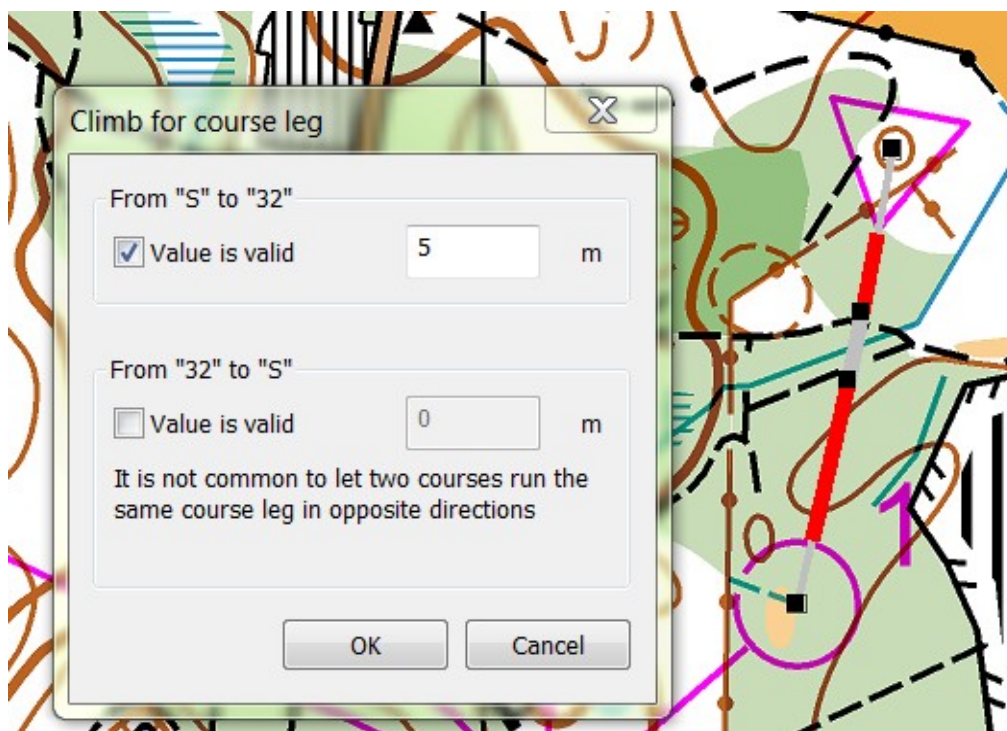 Climb for course leg
From "S" to "32"
Value is valid 5 m
From "32" to "S"
Value is valid 0 m
It is not common to let two courses run the
same course leg in opposite directions
1
OK Cancel